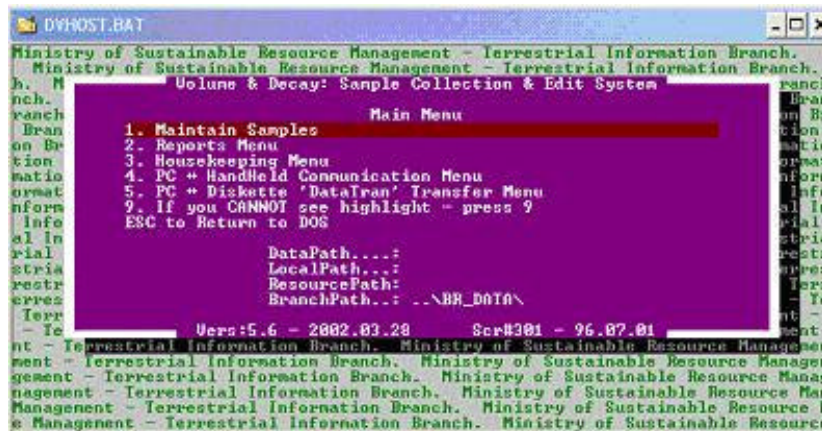 DVHOST.BAT
Ministry of Sustainable Resource Management - Terrestrial Information Branch.
Ministry of Sustainable Resource Management - Terrestrial Information Branch.
Volume & Decay: Sample Collection & Edit System
Main Menu
1. Maintain Samples
2. Reports Menu
3. Housekeeping Menu
4. PC ↔ HandHeld Communication Menu
5. PC ↔ Diskette 'DataTran' Transfer Menu
9. If you CANNOT see highlight - press 9
ESC to Return to DOS
DataPath....:
LocalPath...:
ResourcePath:
BranchPath..: ..\BR_DATA\
Vers:5.6 - 2002.03.28 Scr#301 - 96.07.01
nt - Terrestrial Information Branch. Ministry of Sustainable Resource Managemen
ment - Terrestrial Information Branch. Ministry of Sustainable Resource Manage
gement - Terrestrial Information Branch. Ministry of Sustainable Resource Mana
nagement - Terrestrial Information Branch. Ministry of Sustainable Resource Ma
Management - Terrestrial Information Branch. Ministry of Sustainable Resource
e Management - Terrestrial Information Branch. Ministry of Sustainable Resource